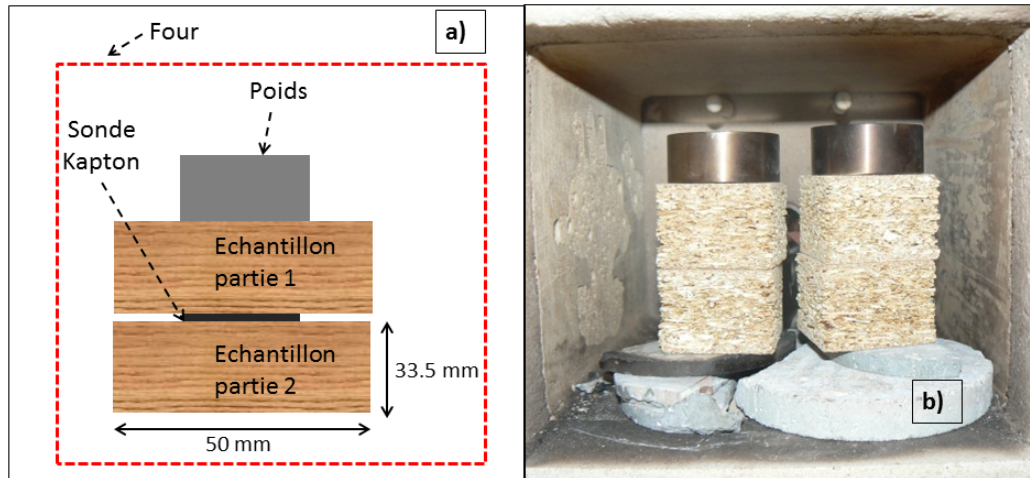 Four
a)
Poids
Sonde
Kapton
Echantillon
partie 1
Echantillon
partie 2
33.5 mm
50 mm
b)